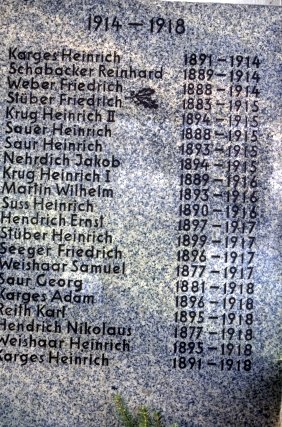 1914 – 1918
Karges Heinrich 1891 – 1914
Schabacker Reinhard 1889 – 1914
Weber Friedrich 1888 – 1914
Stüber Friedrich 1883 – 1915
Krug Heinrich II 1894 – 1915
Sauer Heinrich 1888 – 1915
Saur Heinrich 1893 – 1915
Nehrdich Jakob 1894 – 1915
Krug Heinrich I 1889 – 1916
Martin Wilhelm 1893 – 1916
Suss Heinrich 1890 – 1916
Hendrich Ernst 1897 – 1917
Stüber Heinrich 1899 – 1917
Seeger Friedrich 1896 – 1917
Weishaar Samuel 1877 – 1917
Saur Georg 1881 – 1918
Karges Adam 1896 – 1918
Reith Karl 1895 – 1918
Hendrich Nikolaus 1877 – 1918
Weishaar Heinrich 1893 – 1918
Karges Heinrich 1891 – 1918